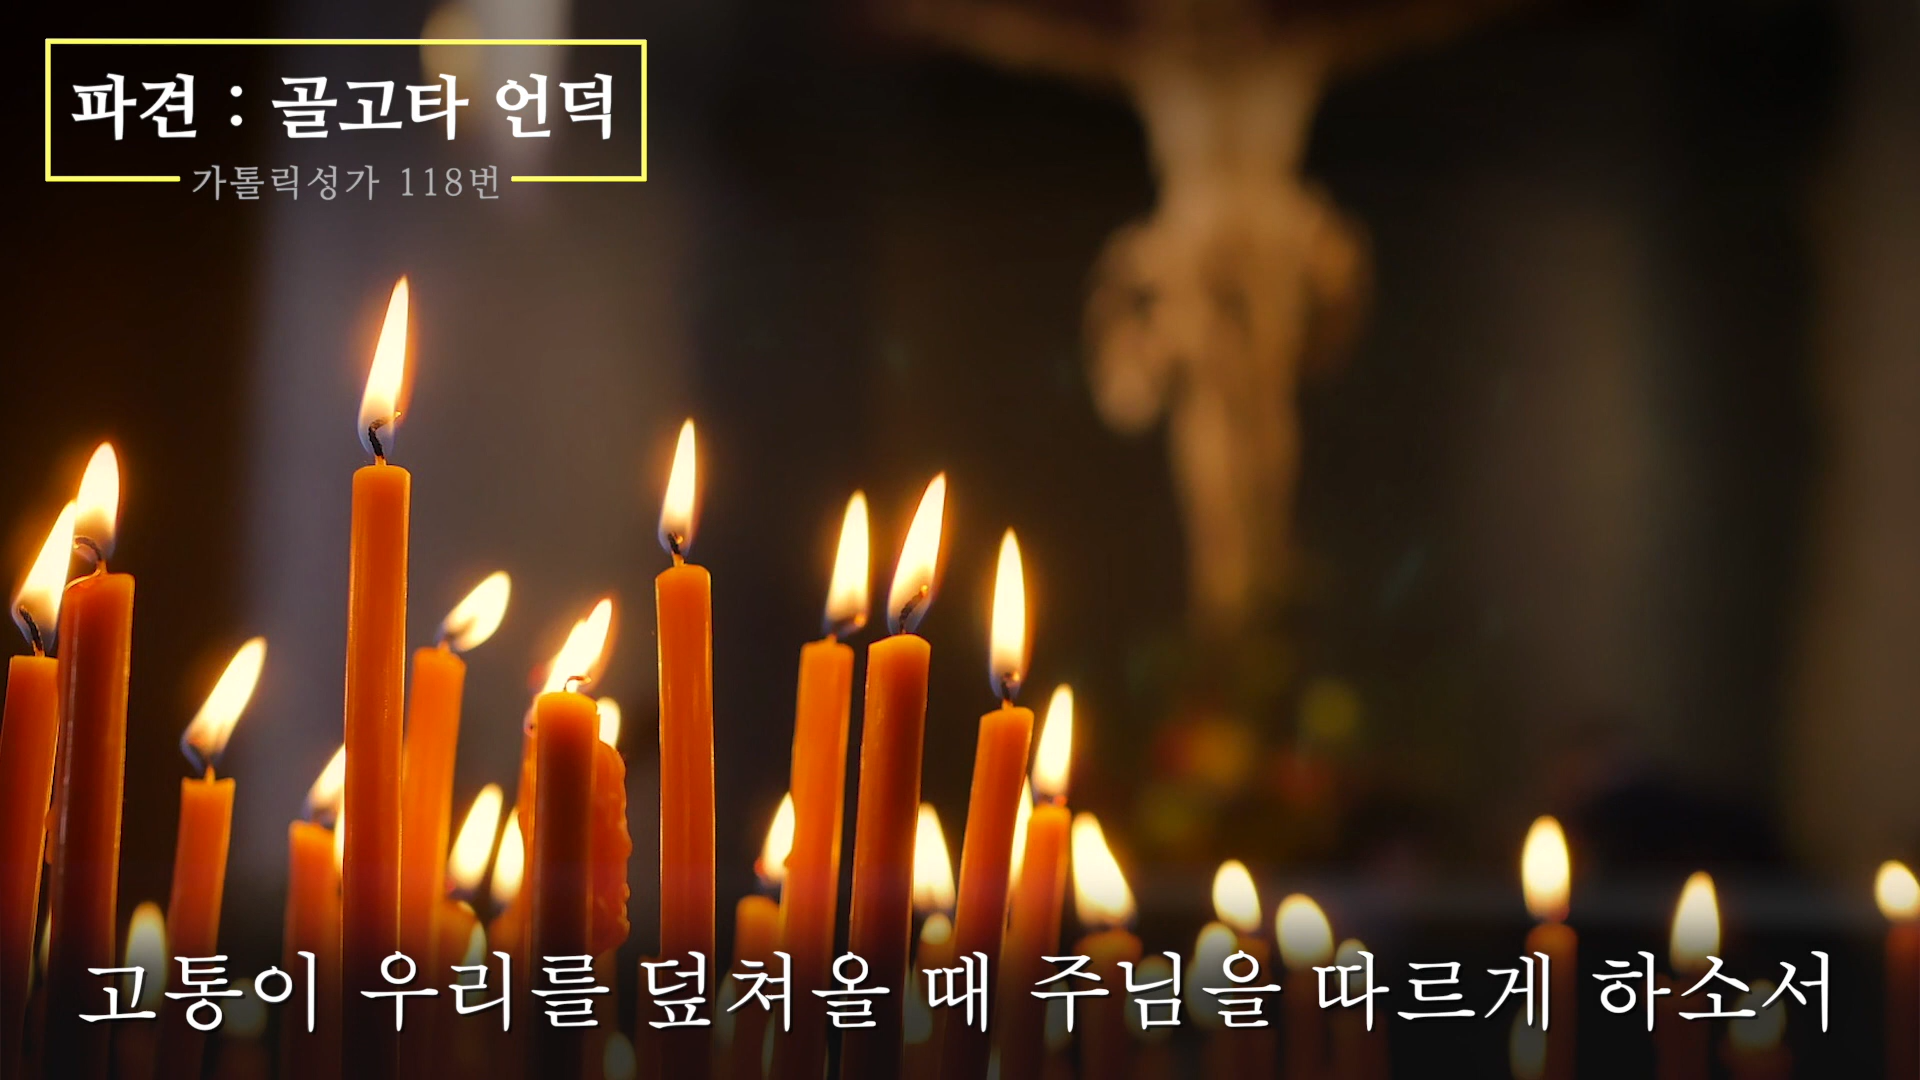 파견 : 골고타 언덕
가톨릭성가 118번
고통이 우리를 덮쳐올 때 주님을 따르게 하소서